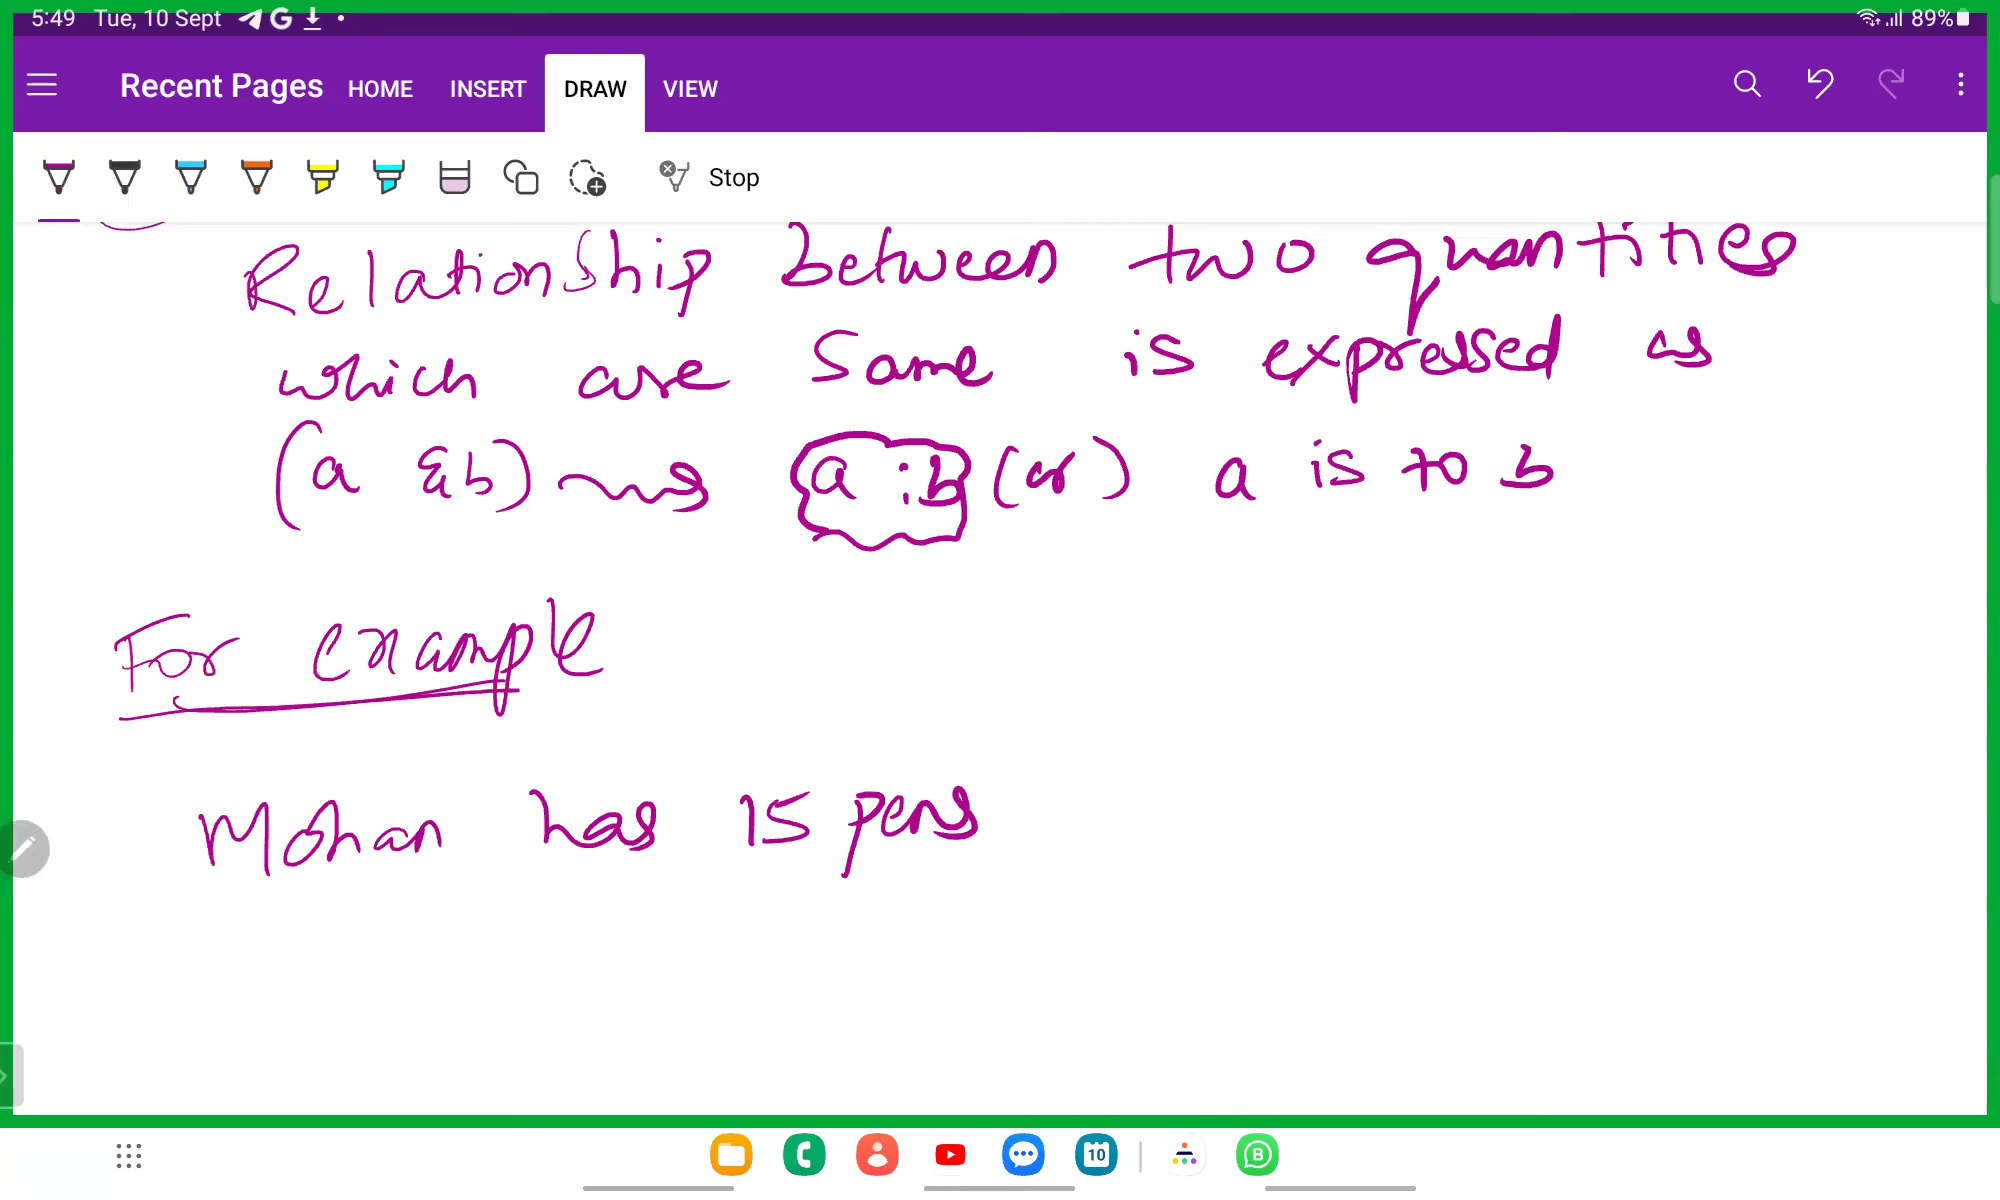 5:49 Tue, 10 Sept 89%
Recent Pages HOME INSERT DRAW VIEW
Stop
Relationship between two quantities
which are Same is expressed as
(a & b) a : b (or) a is to b
For example
Mohan has 15 pens
10
B